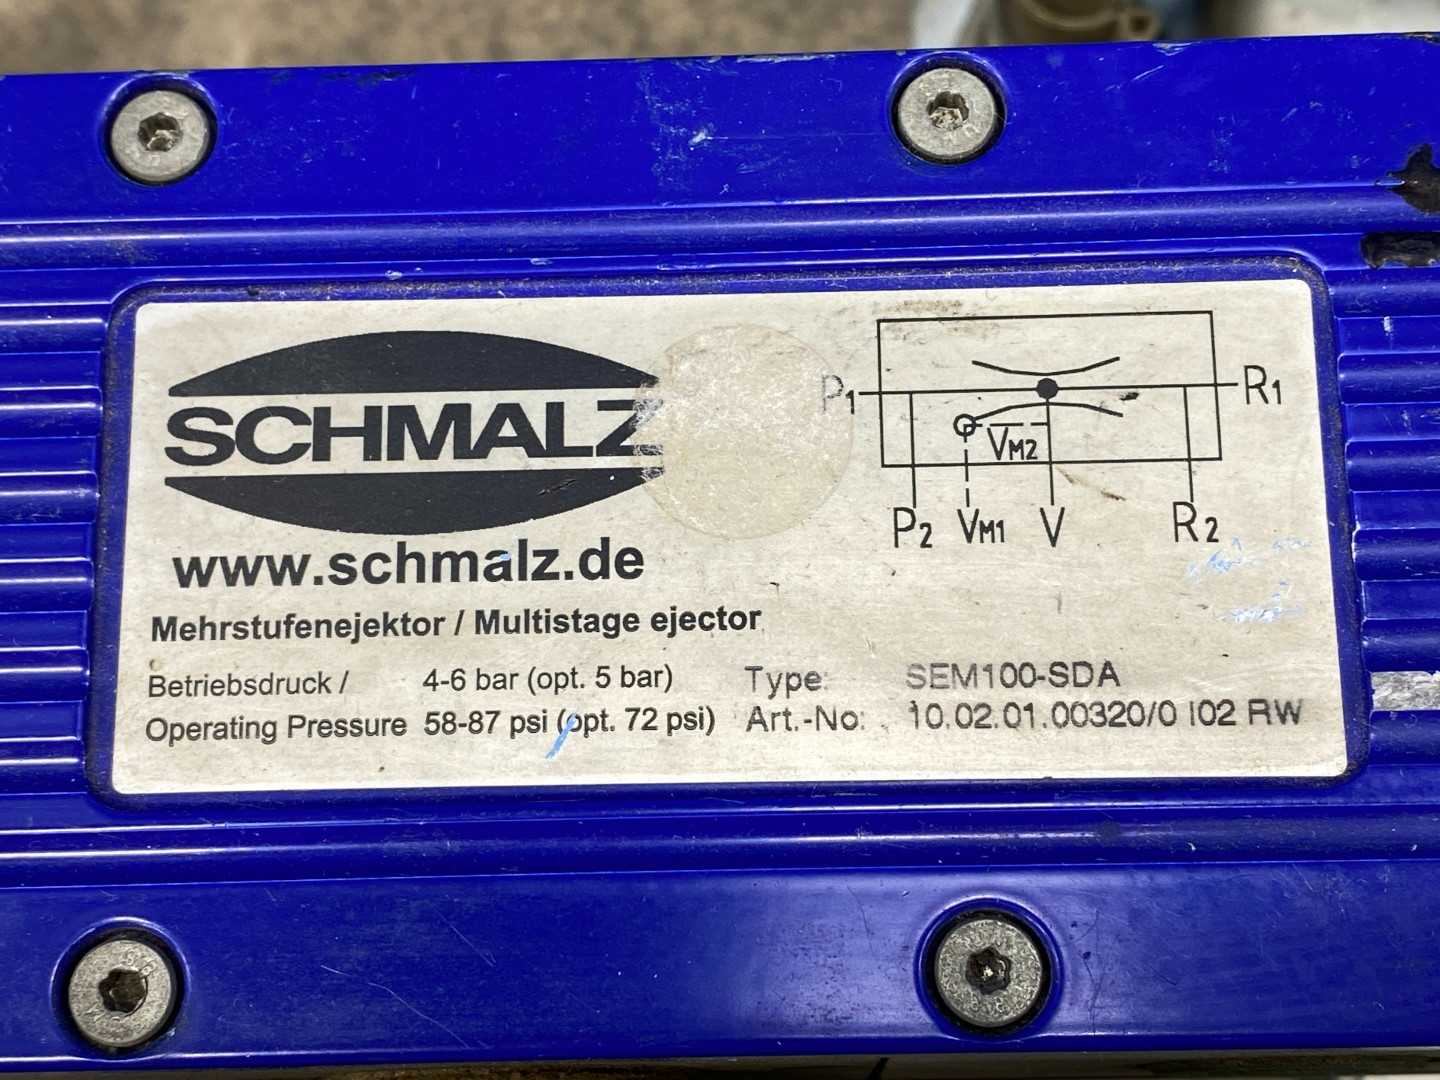 SCHMALZ
www.schmalz.de
Mehrstufenejektor / Multistage ejector
Betriebsdruck / 4-6 bar (opt. 5 bar)
Operating Pressure 58-87 psi (opt. 72 psi)
Type: SEM100-SDA
Art.-No: 10.02.01.00320/0 I02 RW
P1
R1
VM2
P2 VM1 V R2